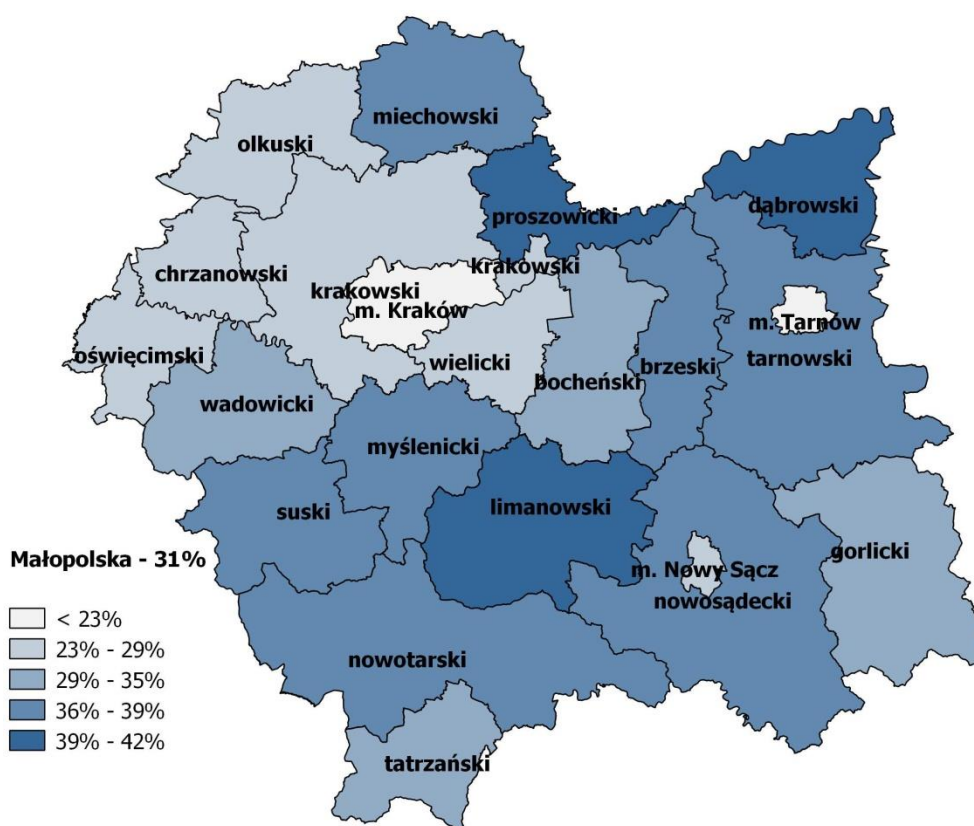 miechowski
olkuski
dąbrowski
proszowicki
chrzanowski
krakowski
krakowski
m. Kraków
m. Tarnów
oświęcimski
wielicki
brzeski
tarnowski
bocheński
wadowicki
myślenicki
suski
limanowski
gorlicki
Małopolska - 31%
m. Nowy Sącz
nowosądecki
< 23%
23% - 29%
29% - 35%
36% - 39%
39% - 42%
nowotarski
tatrzański